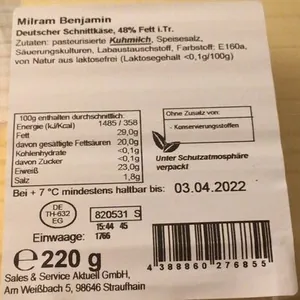 Milram Benjamin
Deutscher Schnittkäse, 48% Fett i.Tr.
Zutaten: pasteurisierte Kuhmilch, Speisesalz,
Säuerungskulturen, Labaustauschstoff, Farbstoff: E160a,
von Natur aus laktosefrei (Laktosegehalt <0,1g/100g)
100g enthalten durchschnittlich:
Energie (kJ/Kcal) 1485 / 358
Fett 29,0g
davon gesättigte Fettsäuren 20,0g
Kohlenhydrate <0,1g
davon Zucker <0,1g
Eiweiß 23,0g
Salz 1,8g
Ohne Zusatz von:
- Konservierungsstoffen
Unter Schutzatmosphäre
verpackt
Bei + 7 °C mindestens haltbar bis: 03.04.2022
DE
TH-632
EG
820531 S
15:44 45
Einwaage: 1766
e 220 g
Sales & Service Aktuell GmbH,
Am Weißbach 5, 98646 Straufhain
4 388860 276855